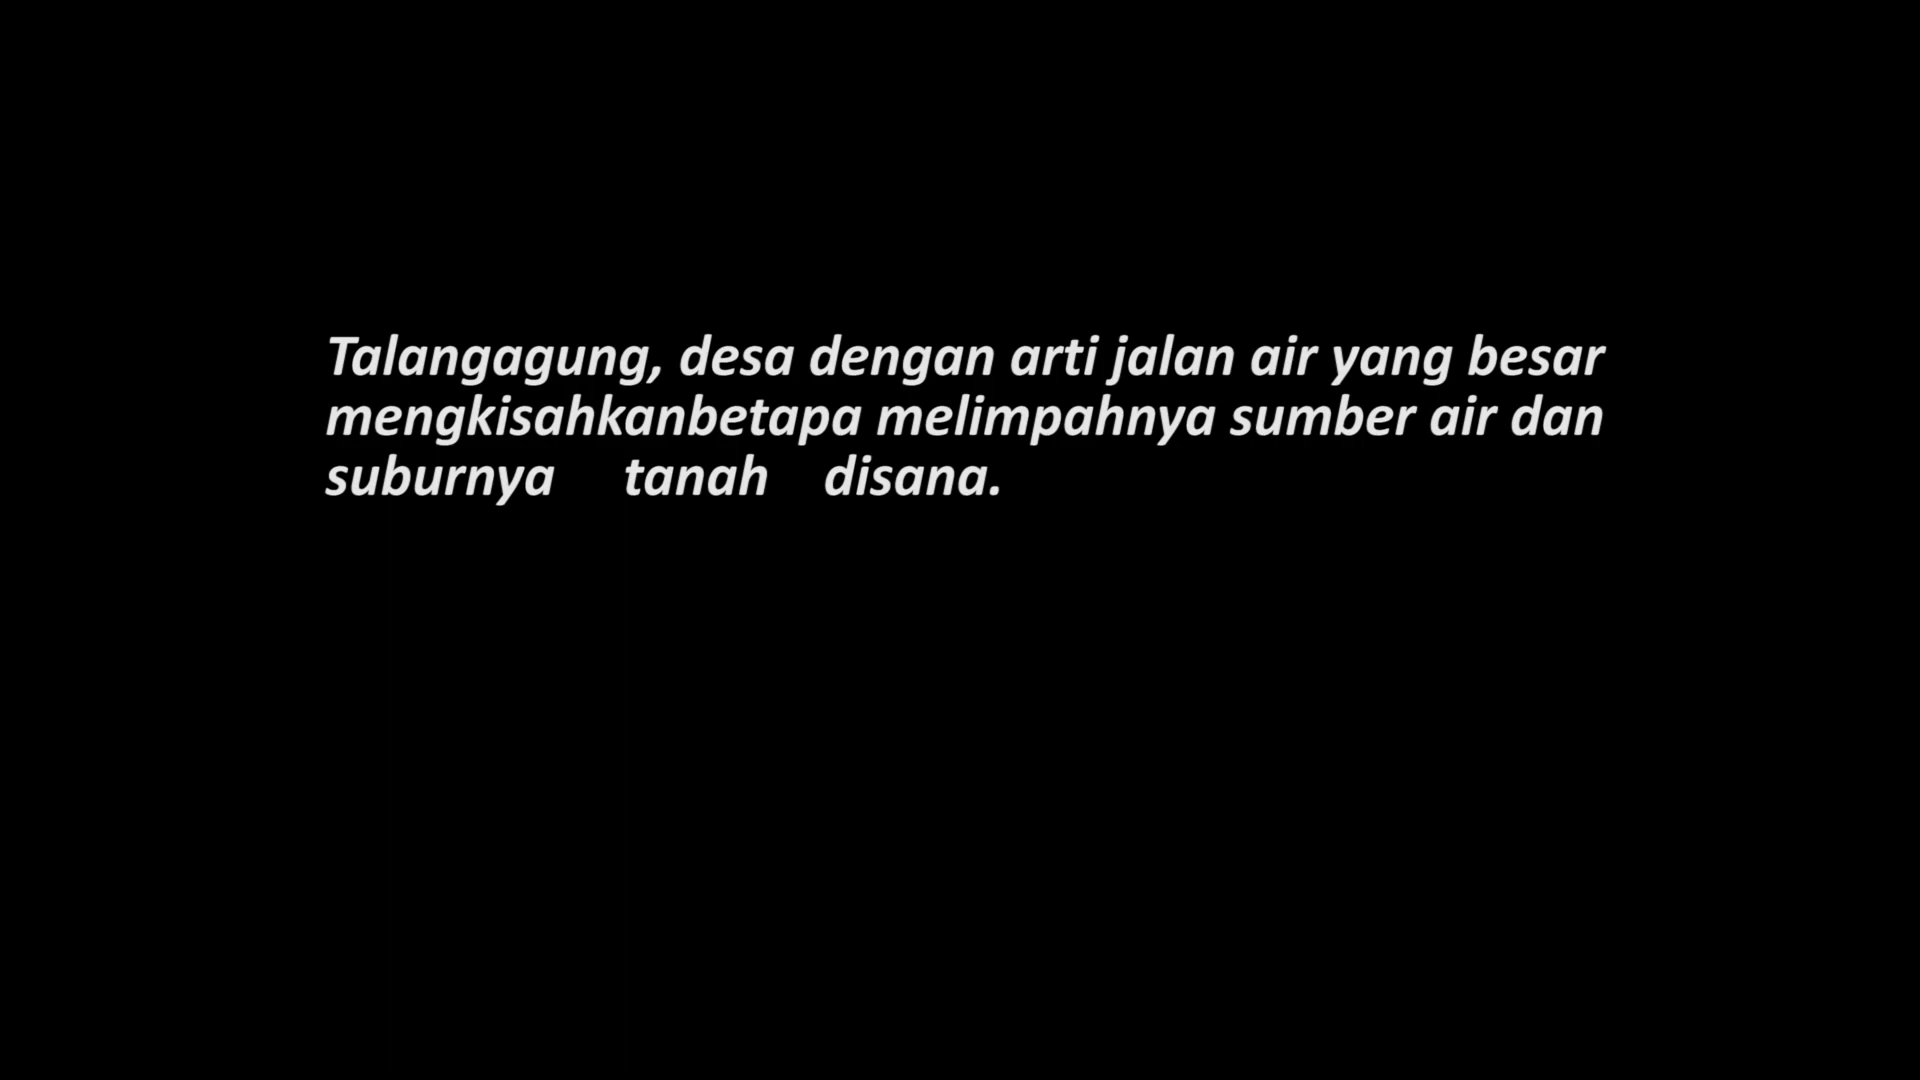 Talangagung, desa dengan arti jalan air yang besar
mengkisahkanbetapa melimpahnya sumber air dan
suburnya tanah disana.